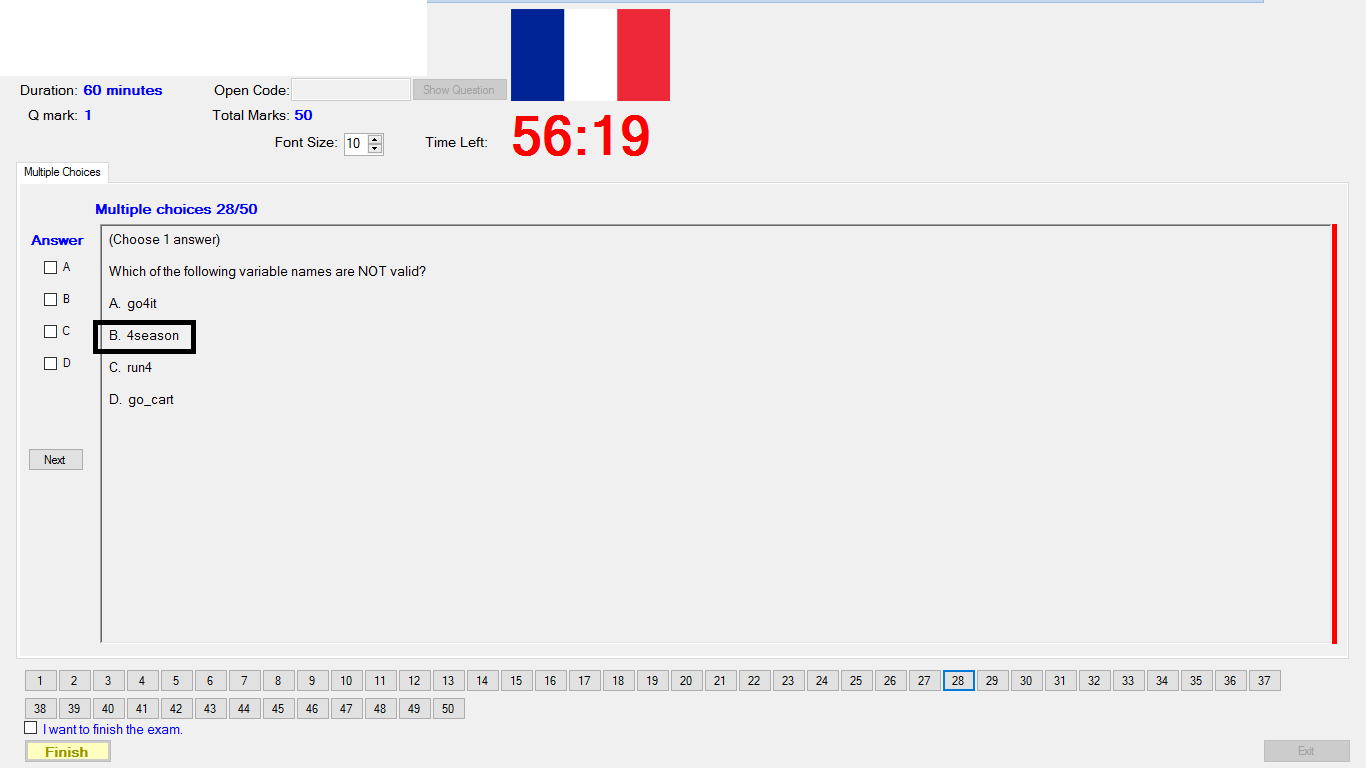 Duration: 60 minutes
Open Code:
Show Question
Q mark: 1
Total Marks: 50
56:19
Font Size: 10
Time Left:
Multiple Choices
Multiple choices 28/50
Answer
(Choose 1 answer)
A
Which of the following variable names are NOT valid?
B
A. go4it
C
B. 4season
D
C. run4
D. go_cart
Next
1 2 3 4 5 6 7 8 9 10 11 12 13 14 15 16 17 18 19 20 21 22 23 24 25 26 27 28 29 30 31 32 33 34 35 36 37
38 39 40 41 42 43 44 45 46 47 48 49 50
I want to finish the exam.
Finish
Exit